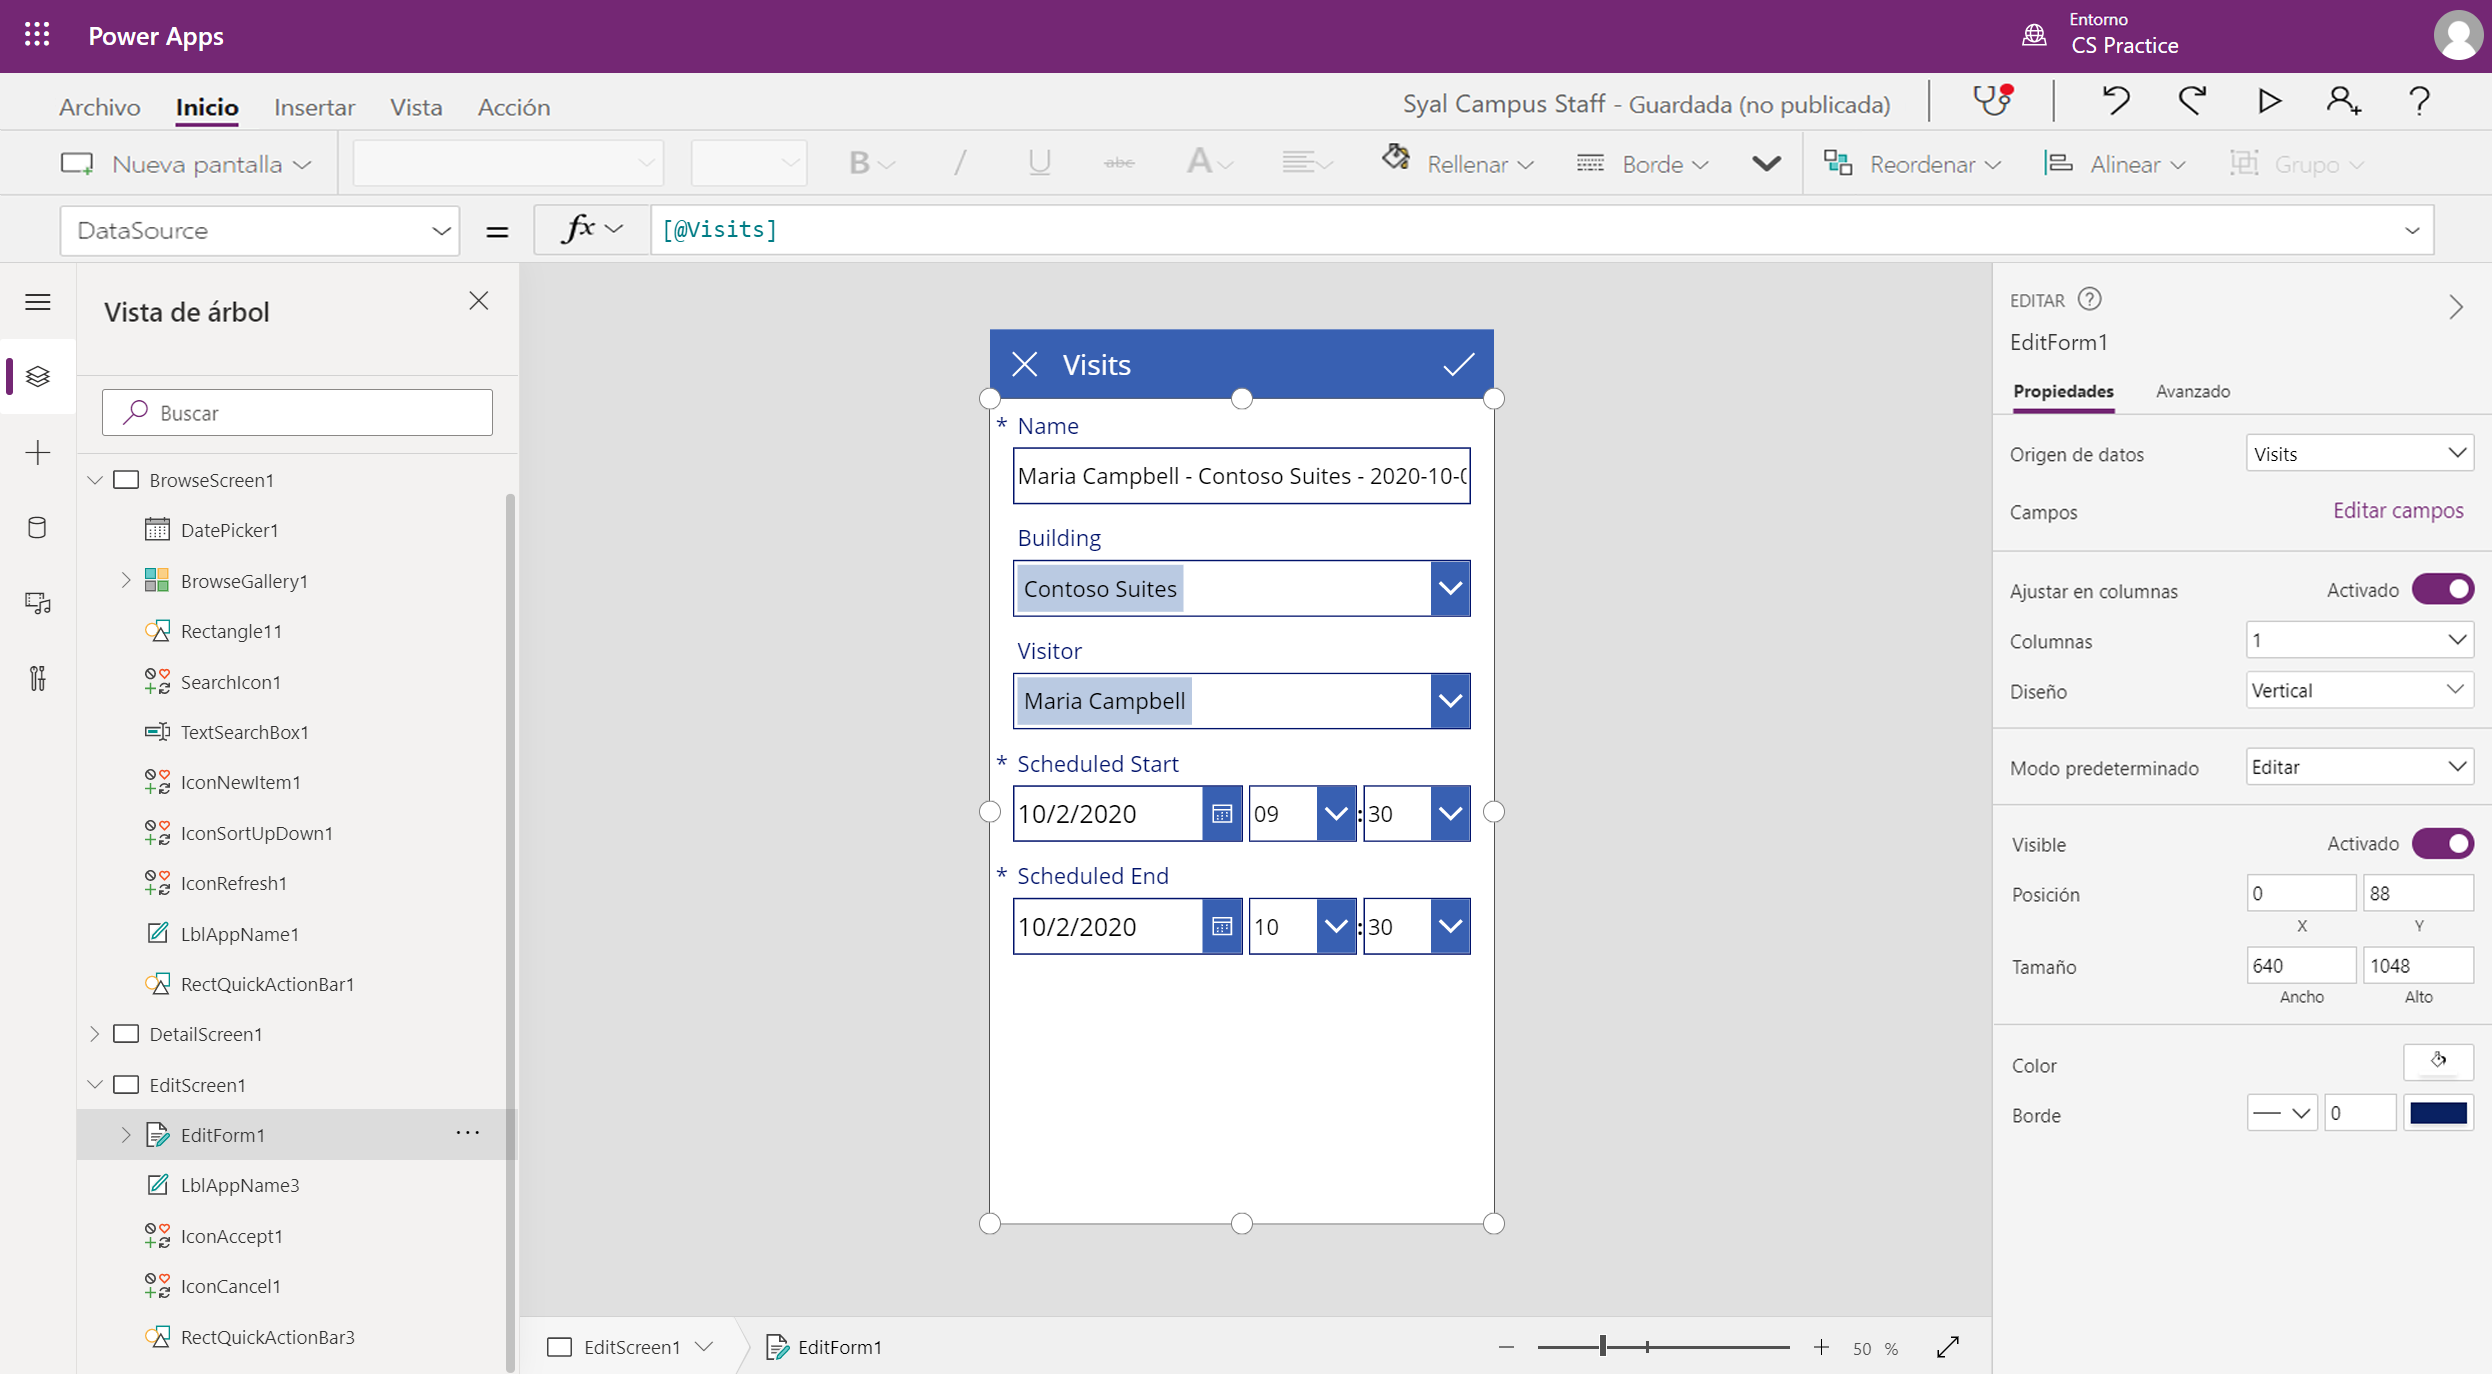 Power Apps
Entorno
CS Practice
Archivo Inicio Insertar Vista Acción
Syal Campus Staff - Guardada (no publicada)
Nueva pantalla B / U abc A Rellenar Borde Reordenar Alinear Grupo
DataSource = fx [@Visits]
Vista de árbol
Buscar
BrowseScreen1
DatePicker1
BrowseGallery1
Rectangle11
SearchIcon1
TextSearchBox1
IconNewItem1
IconSortUpDown1
IconRefresh1
LblAppName1
RectQuickActionBar1
DetailScreen1
EditScreen1
EditForm1 ...
LblAppName3
IconAccept1
IconCancel1
RectQuickActionBar3
Visits
* Name
Maria Campbell - Contoso Suites - 2020-10-0
Building
Contoso Suites
Visitor
Maria Campbell
* Scheduled Start
10/2/2020 09 : 30
* Scheduled End
10/2/2020 10 : 30
EditScreen1 EditForm1
50 %
EDITAR ?
EditForm1
Propiedades Avanzado
Origen de datos Visits
Campos Editar campos
Ajustar en columnas Activado
Columnas 1
Diseño Vertical
Modo predeterminado Editar
Visible Activado
Posición 0 88
X Y
Tamaño 640 1048
Ancho Alto
Color
Borde 0